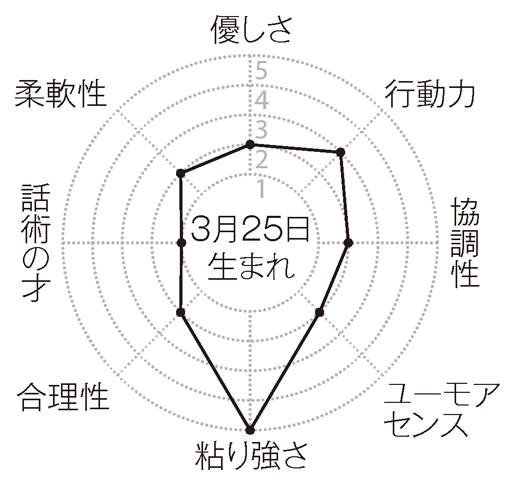 優しさ
行動力
協調性
ユーモア
センス
粘り強さ
合理性
話術の才
柔軟性
5
4
3
2
1
3月25日
生まれ